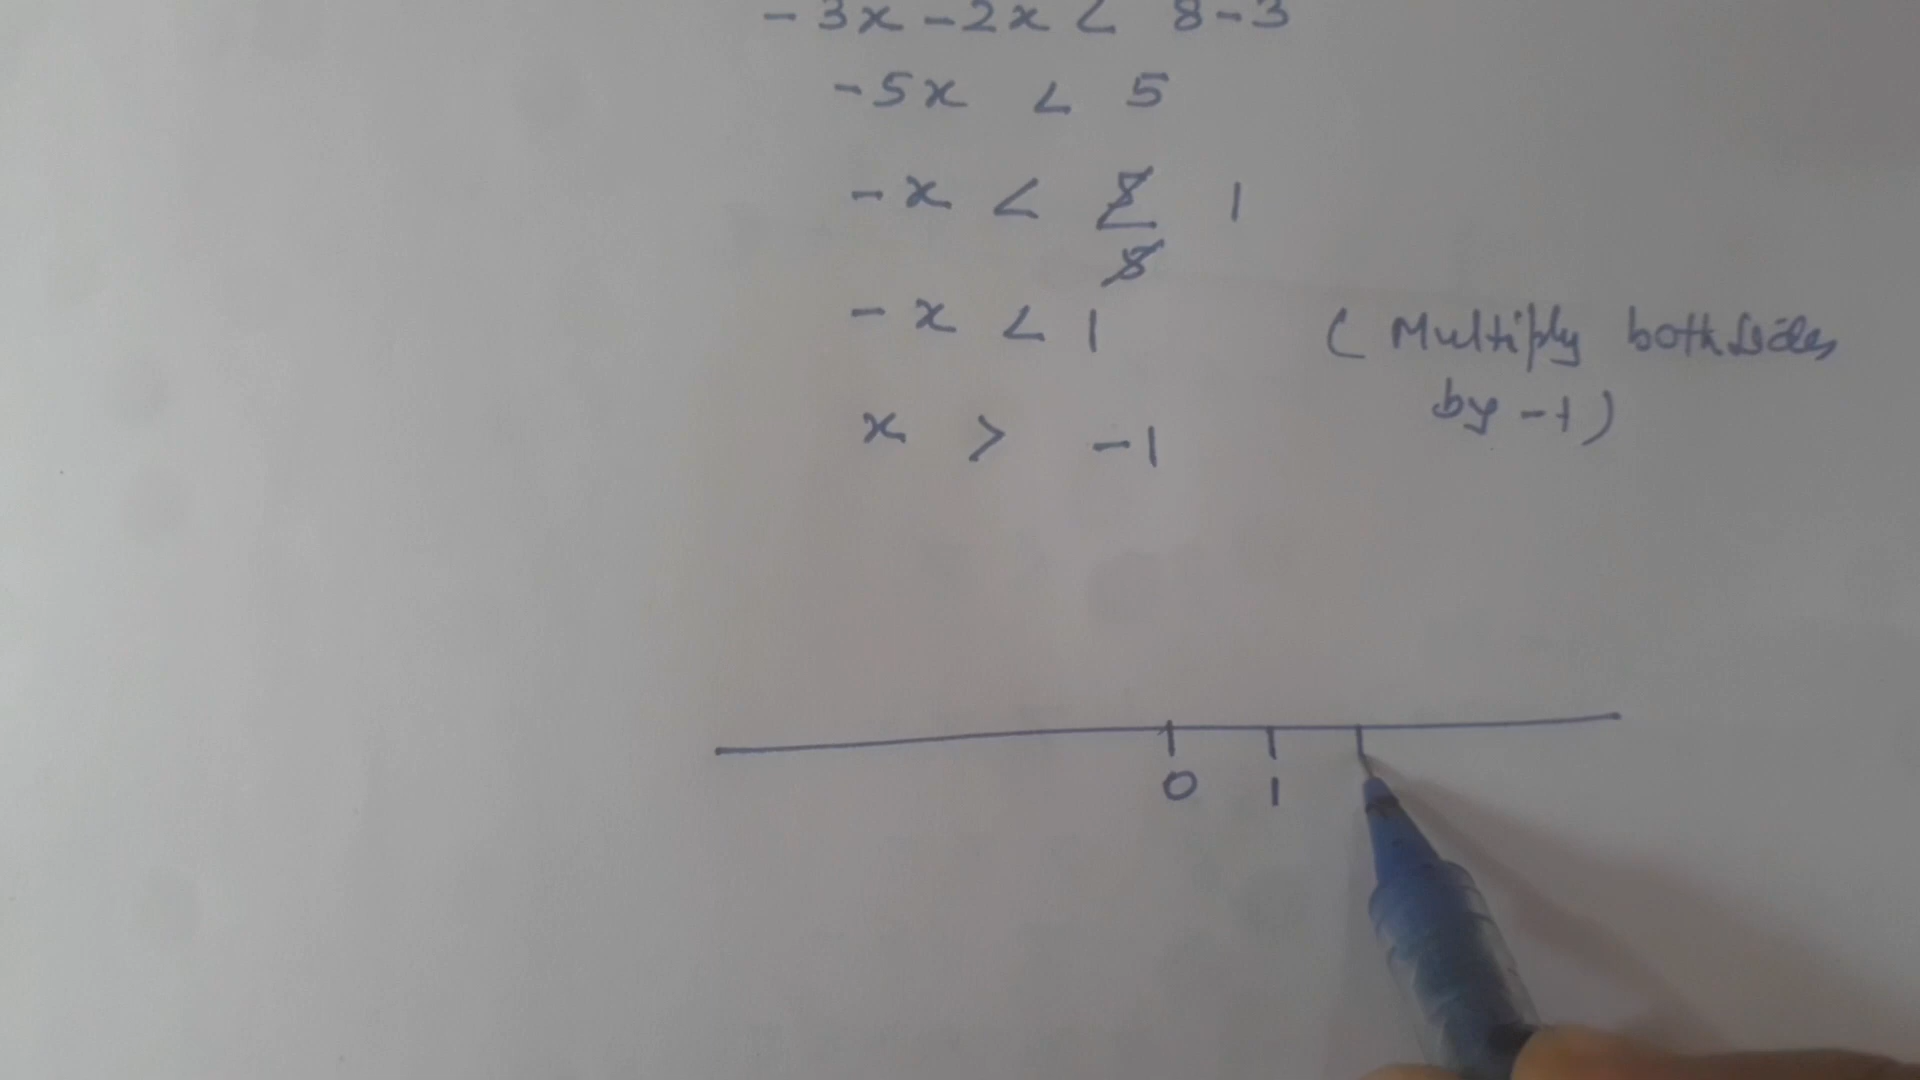 -3x-2x < 8-3
-5x < 5
-x < 5/5 1
-x < 1 (Multiply both sides
by -1)
x > -1
0 1